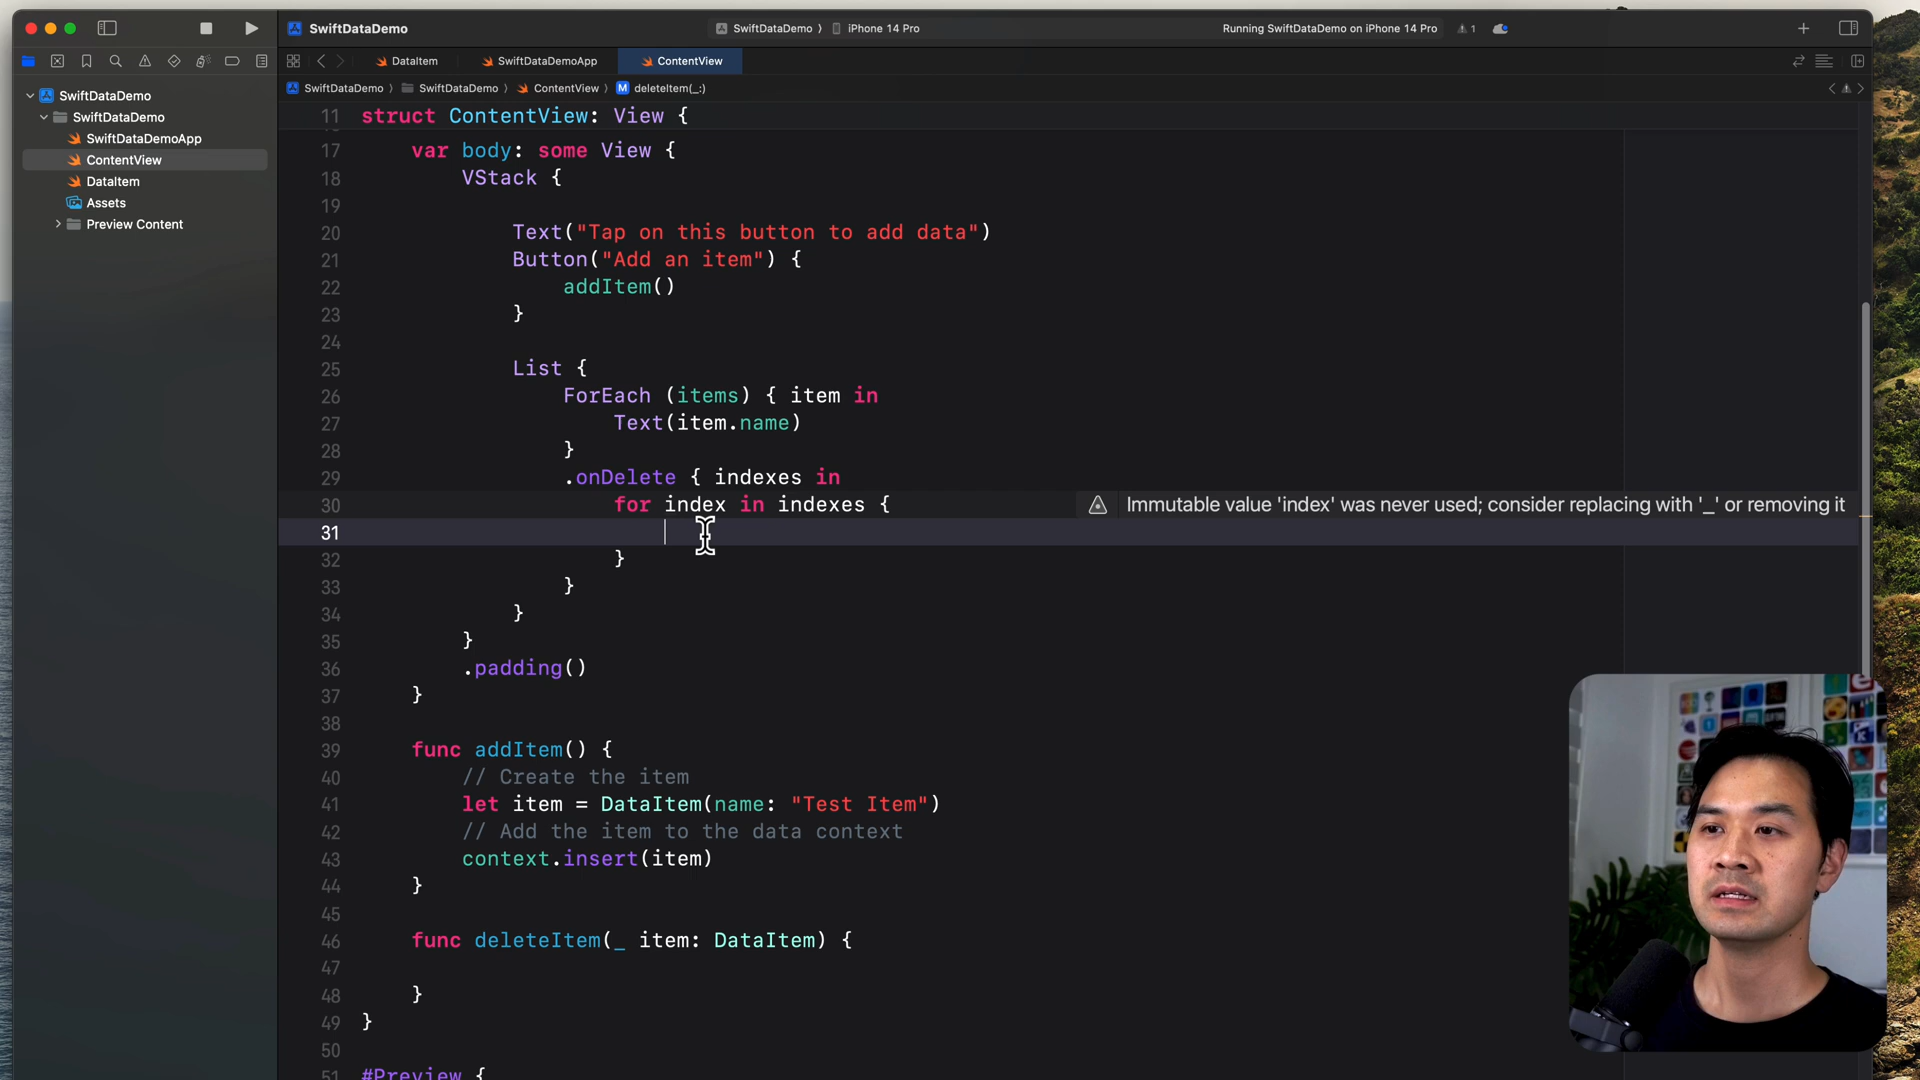 SwiftDataDemo
SwiftDataDemo 〉 iPhone 14 Pro
Running SwiftDataDemo on iPhone 14 Pro
1
DataItem
SwiftDataDemoApp
ContentView
SwiftDataDemo 〉 SwiftDataDemo 〉 ContentView 〉 M deleteItem(_:)
SwiftDataDemo
SwiftDataDemo
SwiftDataDemoApp
ContentView
DataItem
Assets
Preview Content
11 struct ContentView: View {
17 var body: some View {
18 VStack {
19
20 Text("Tap on this button to add data")
21 Button("Add an item") {
22 addItem()
23 }
24
25 List {
26 ForEach (items) { item in
27 Text(item.name)
28 }
29 .onDelete { indexes in
30 for index in indexes { Immutable value 'index' was never used; consider replacing with '_' or removing it
31
32 }
33 }
34 }
35 }
36 .padding()
37 }
38
39 func addItem() {
40 // Create the item
41 let item = DataItem(name: "Test Item")
42 // Add the item to the data context
43 context.insert(item)
44 }
45
46 func deleteItem(_ item: DataItem) {
47
48 }
49 }
50
51 #Preview {